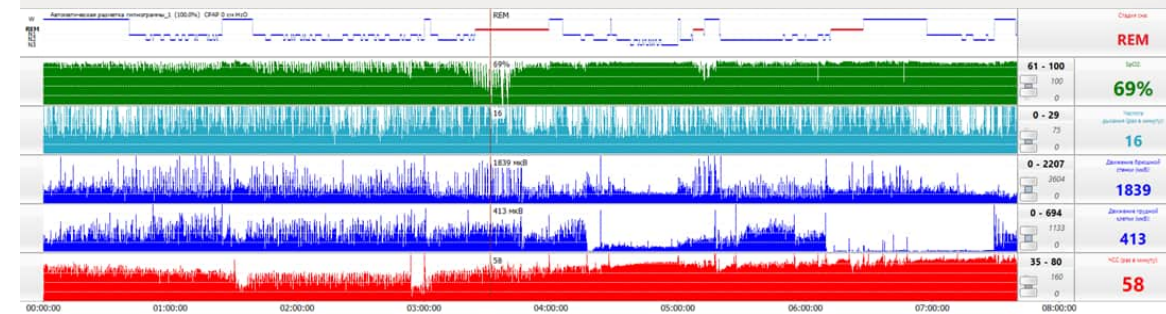 W
REM
N1
N2
N3
Автоматическая разметка гипнограммы_1 (100.0%) CPAP 0 см H2O
REM
Стадия сна
REM
69%
61 - 100
100
0
SpO2
69%
16
0 - 29
75
0
Частота
дыхания (раз в минуту)
16
1839 мкВ
0 - 2207
3604
0
Движение брюшной
стенки (мкВ)
1839
413 мкВ
0 - 694
1133
0
Движение грудной
клетки (мкВ)
413
58
35 - 80
160
0
ЧСС (раз в минуту)
58
00:00:00 01:00:00 02:00:00 03:00:00 04:00:00 05:00:00 06:00:00 07:00:00 08:00:00